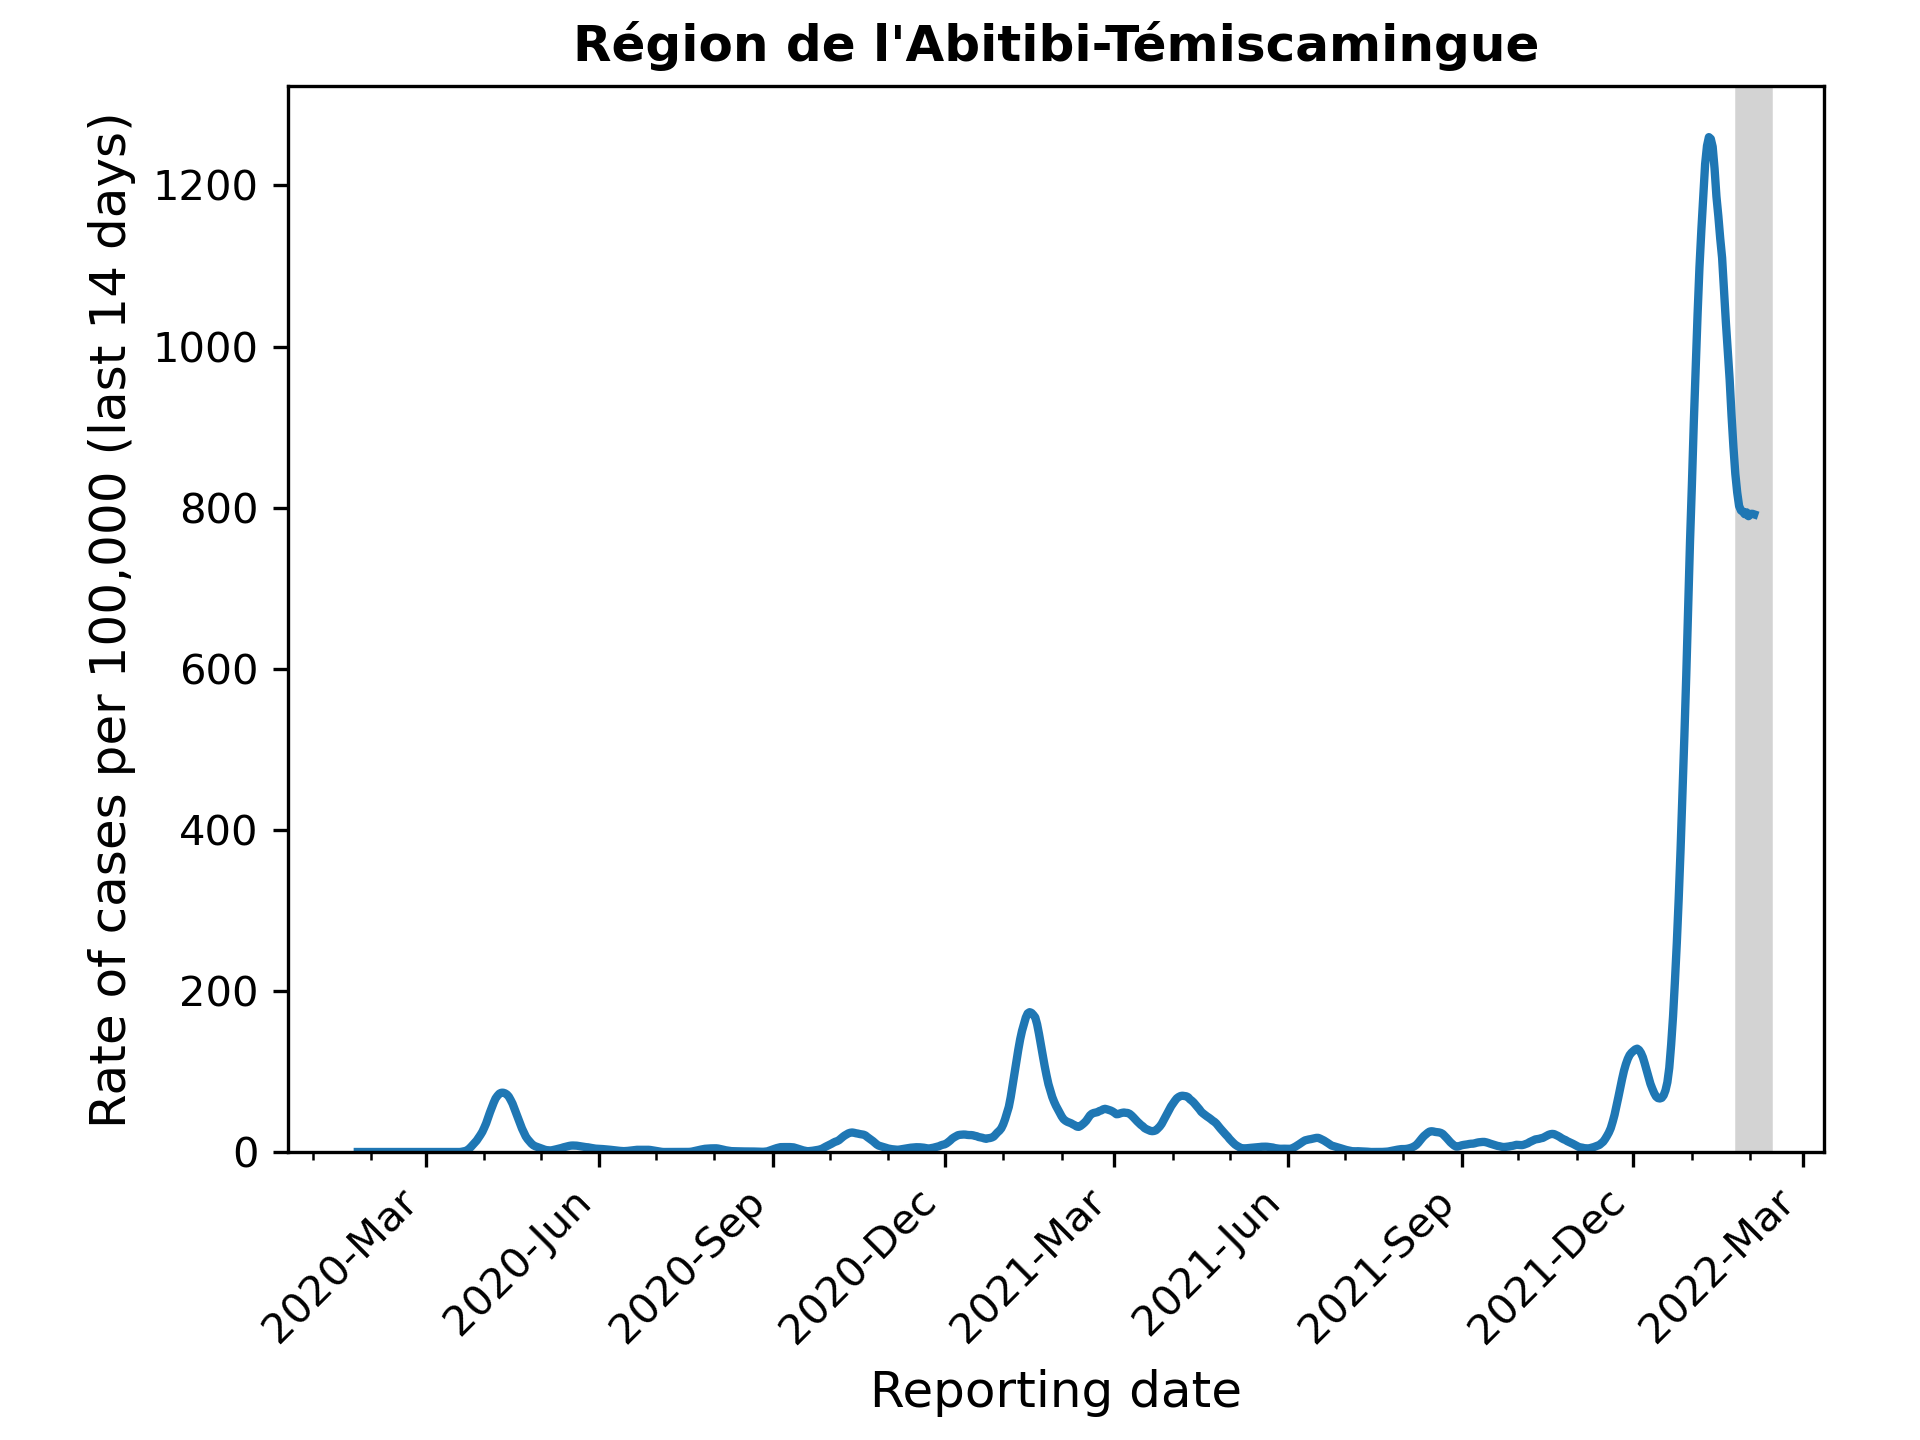 Région de l'Abitibi-Témiscamingue
Rate of cases per 100,000 (last 14 days)
1200
1000
800
600
400
200
0
2020-Mar
2020-Jun
2020-Sep
2020-Dec
2021-Mar
2021-Jun
2021-Sep
2021-Dec
2022-Mar
Reporting date